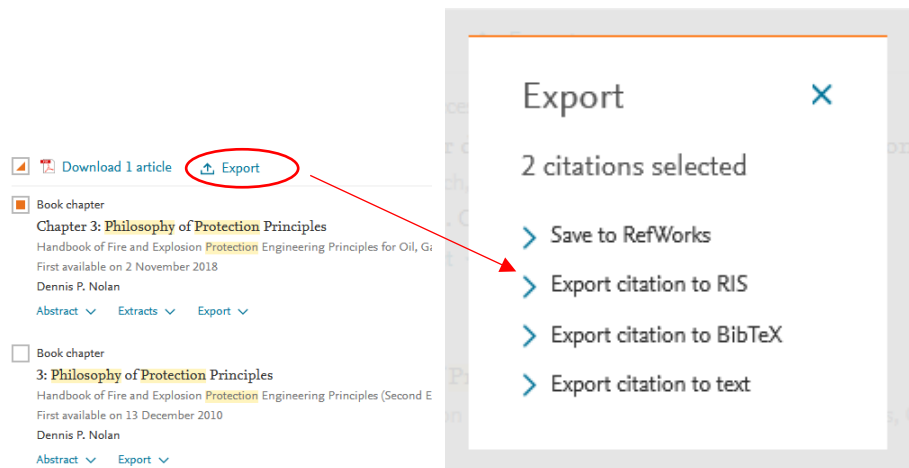 Download 1 article Export
Book chapter
Chapter 3: Philosophy of Protection Principles
Handbook of Fire and Explosion Protection Engineering Principles for Oil,
First available on 2 November 2018
Dennis P. Nolan
Abstract Extracts Export
Book chapter
3: Philosophy of Protection Principles
Handbook of Fire and Explosion Protection Engineering Principles (Second
First available on 13 December 2010
Dennis P. Nolan
Abstract Export
Export
2 citations selected
Save to RefWorks
Export citation to RIS
Export citation to BibTeX
Export citation to text